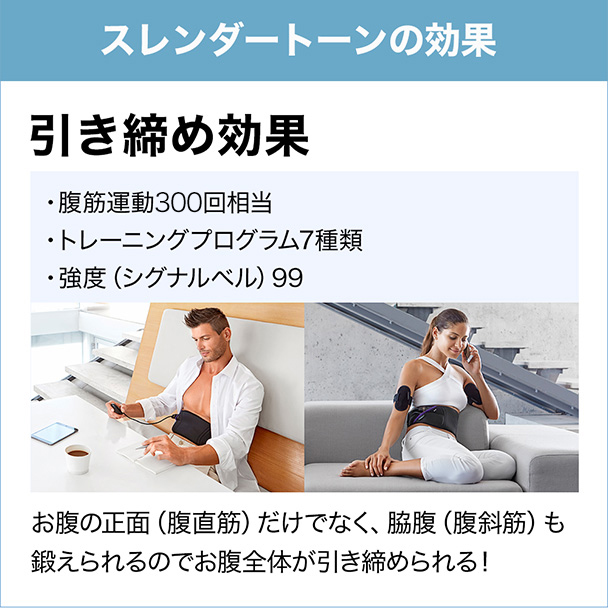 スレンダートーンの効果
引き締め効果
・腹筋運動300回相当
・トレーニングプログラム7種類
・強度（シグナルベル）99
お腹の正面（腹直筋）だけでなく、脇腹（腹斜筋）も
鍛えられるのでお腹全体が引き締められる！